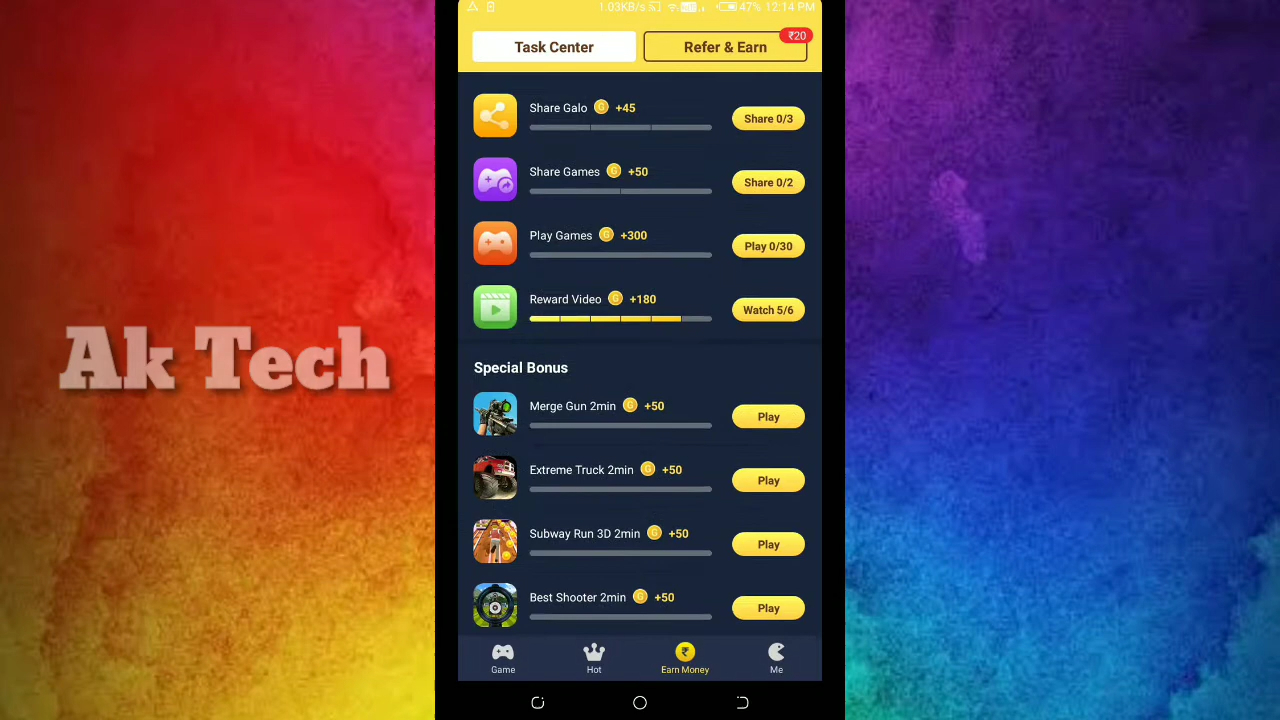 1.03KB/s 47% 12:14 PM
Task Center
Refer & Earn
₹20
Share Galo G +45
Share 0/3
Share Games G +50
Share 0/2
Play Games G +300
Play 0/30
Reward Video G +180
Watch 5/6
Ak Tech
Special Bonus
Merge Gun 2min G +50
Play
Extreme Truck 2min G +50
Play
Subway Run 3D 2min G +50
Play
Best Shooter 2min G +50
Play
Game
Hot
₹
Earn Money
Me